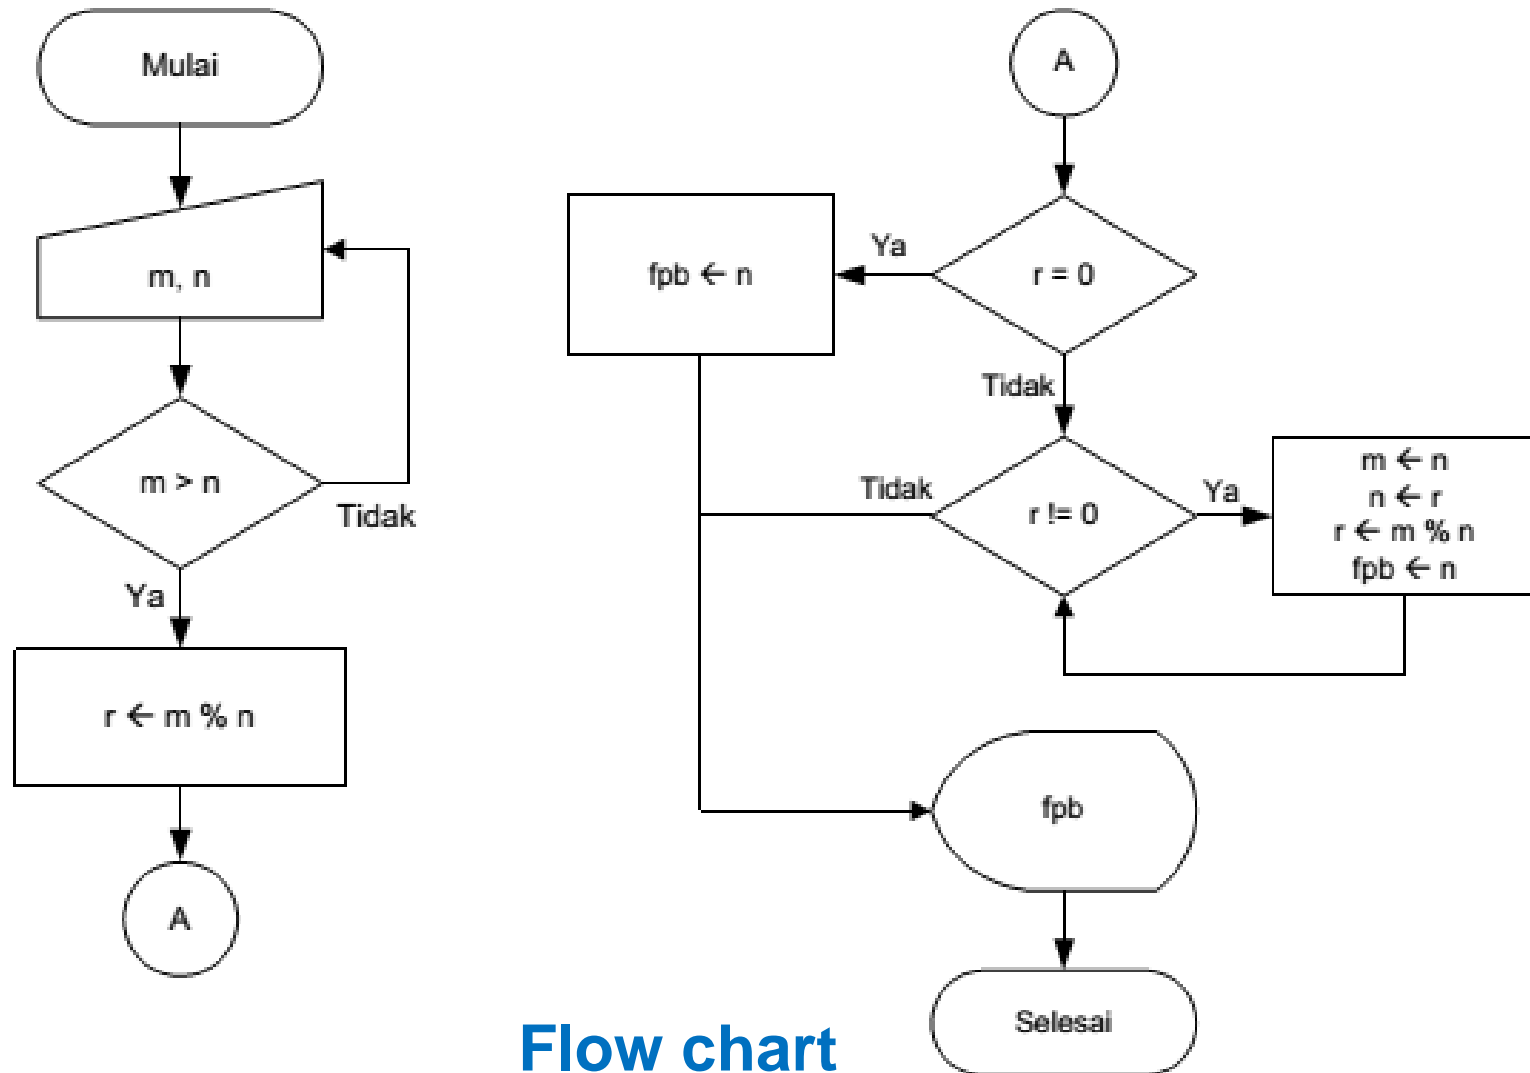 Mulai
m, n
m > n
Tidak
Ya
r ← m % n
A
A
r = 0
Ya
fpb ← n
Tidak
r != 0
Tidak
Ya
m ← n
n ← r
r ← m % n
fpb ← n
fpb
Selesai
Flow chart